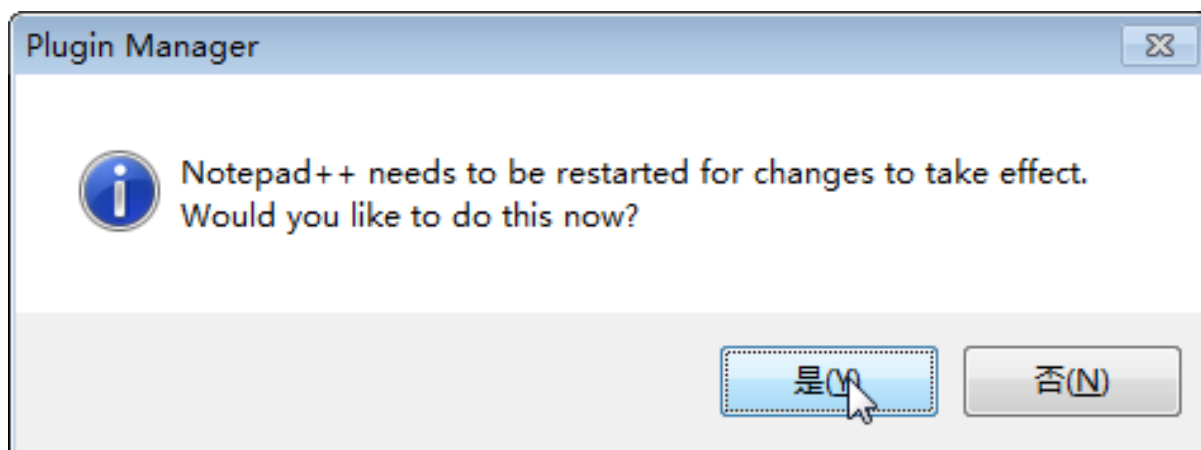 Plugin Manager
Notepad++ needs to be restarted for changes to take effect.
Would you like to do this now?
是(Y)
否(N)